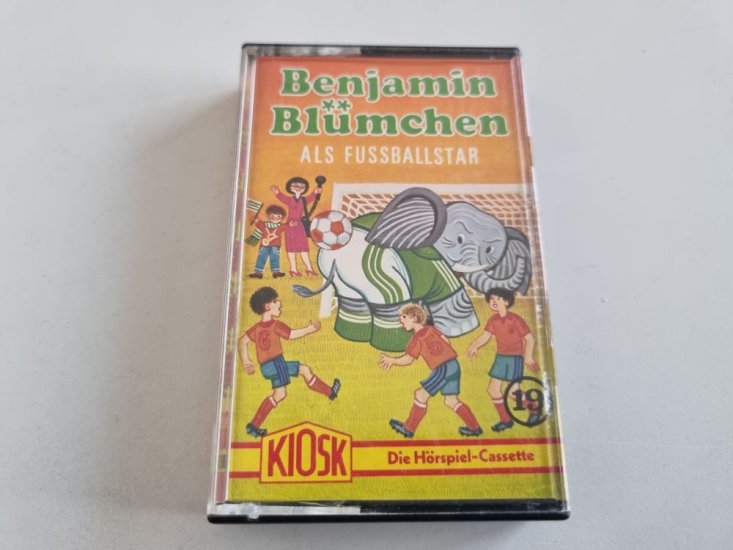 Benjamin
Blümchen
ALS FUSSBALLSTAR
6
5
19
KIOSK
Die Hörspiel-Cassette